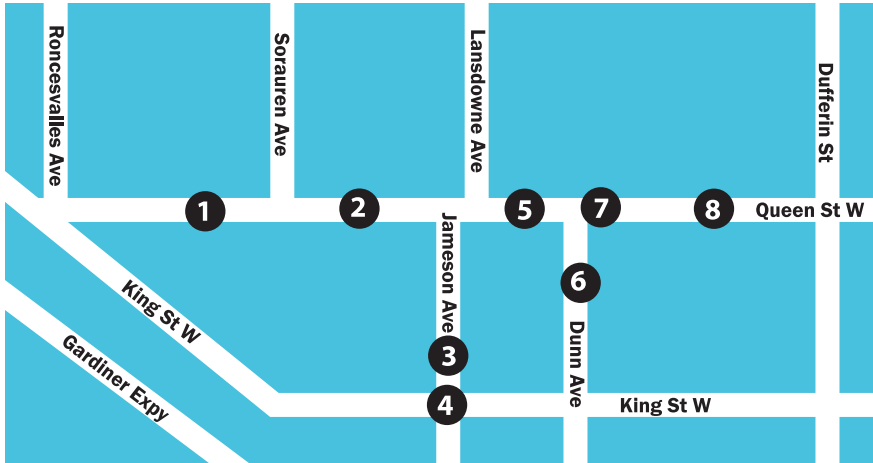 Roncesvalles Ave
Sorauren Ave
Lansdowne Ave
Dufferin St
1
2
5
7
8
Queen St W
Jameson Ave
6
King St W
Gardiner Expy
3
Dunn Ave
4
King St W